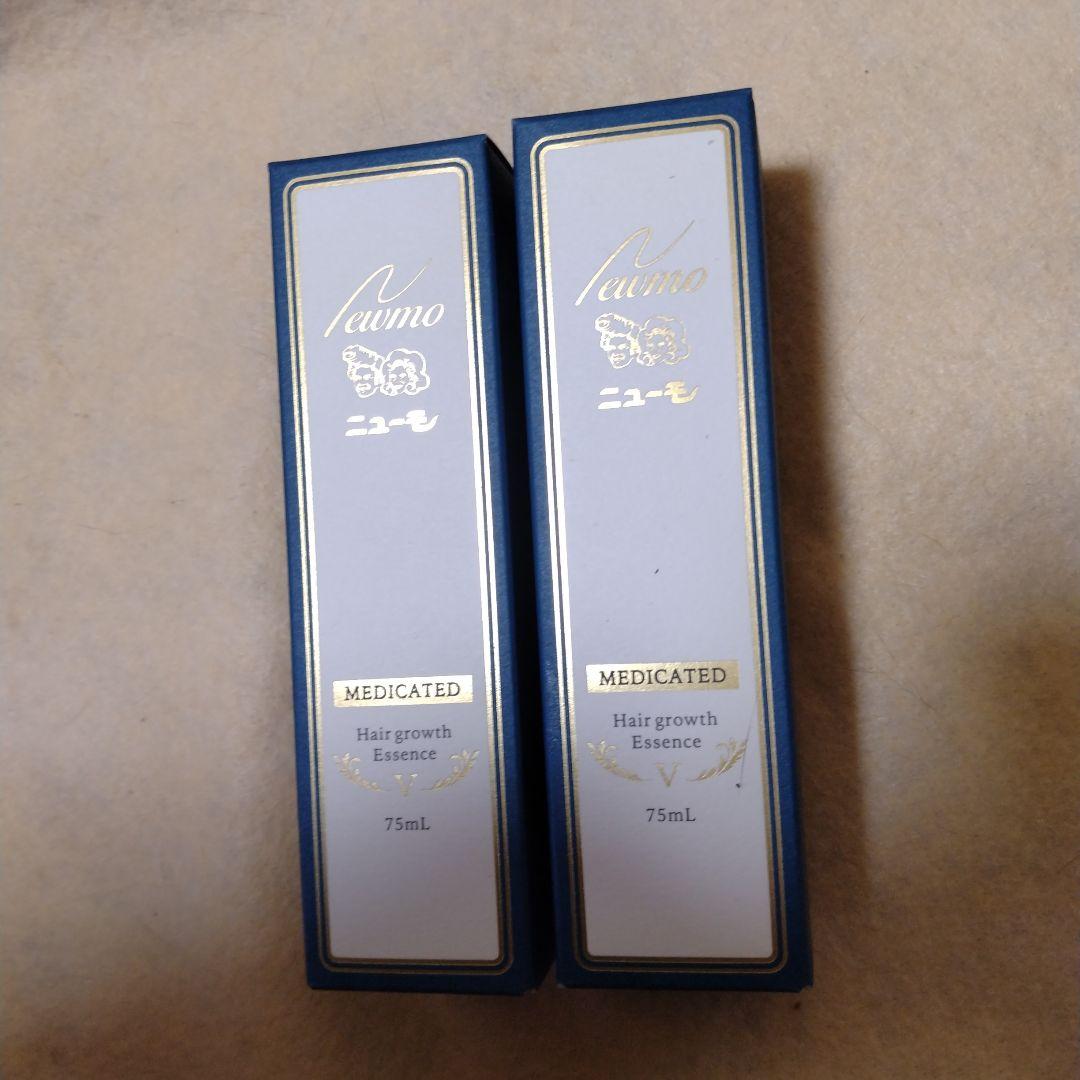 Newmo
ニューモ
MEDICATED
Hair growth
Essence
V
75mL
Newmo
ニューモ
MEDICATED
Hair growth
Essence
V
75mL